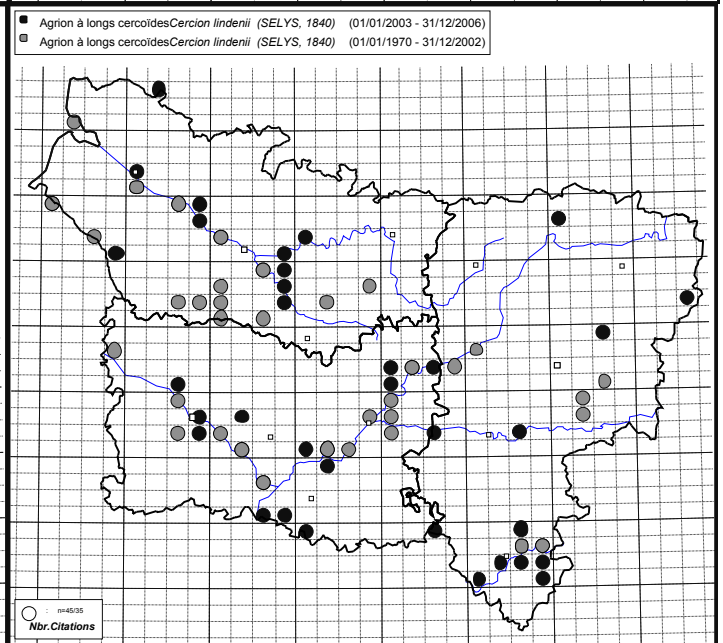 Agrion à longs cercoïdesCercion lindenii (SELYS, 1840) (01/01/2003 - 31/12/2006)
Agrion à longs cercoïdesCercion lindenii (SELYS, 1840) (01/01/1970 - 31/12/2002)
: n=45/35
Nbr.Citations